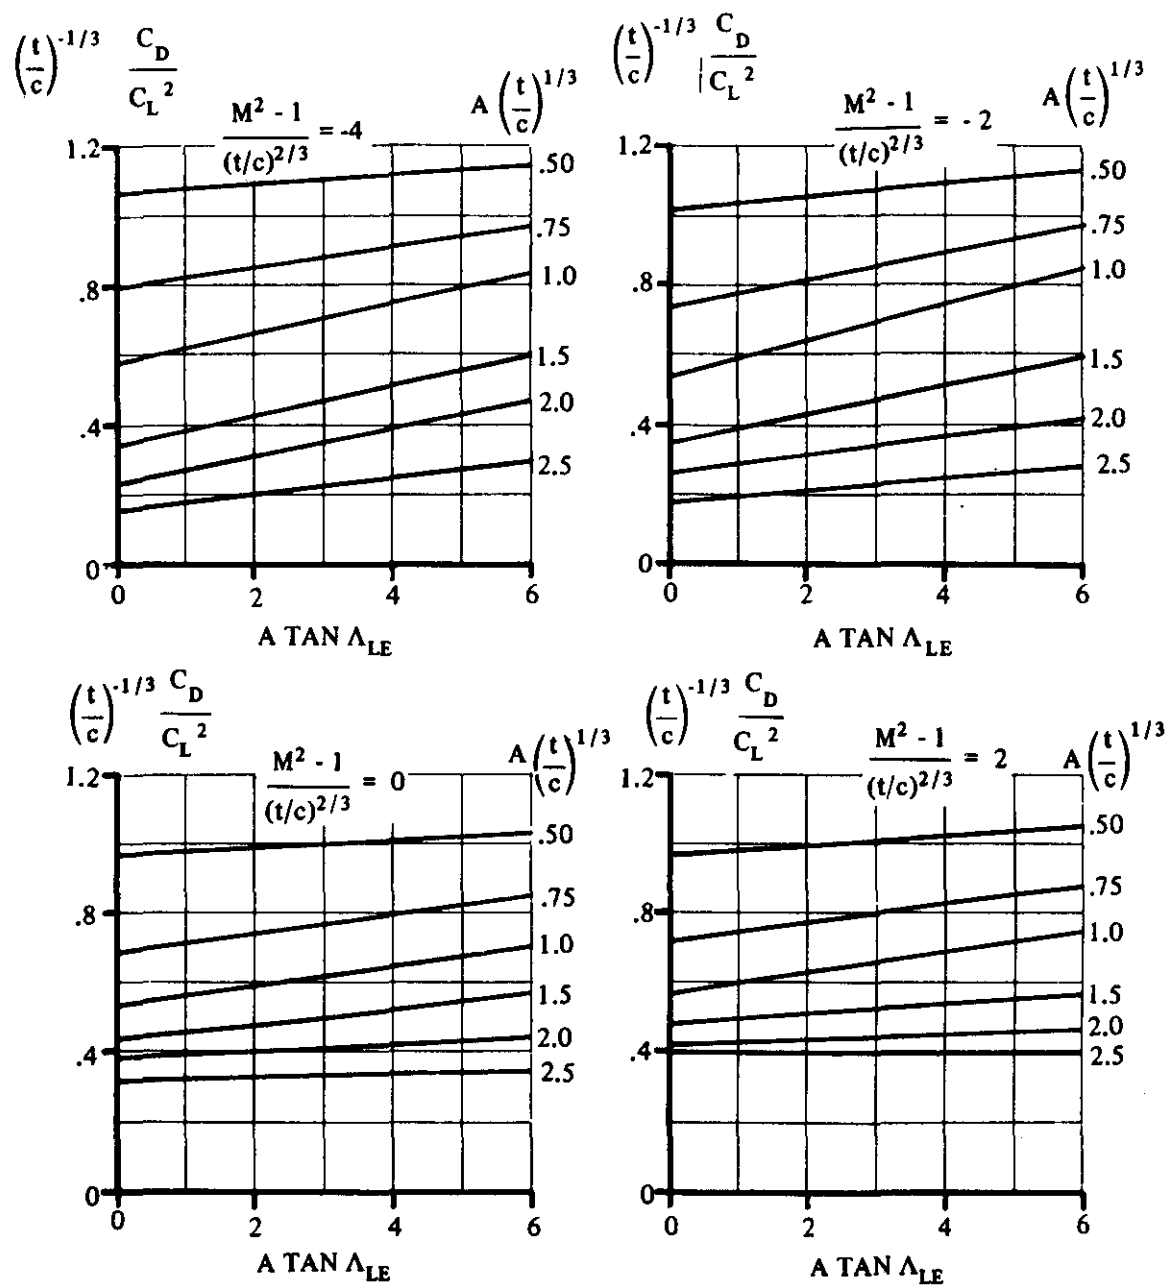 (t/c)^-1/3 C_D/C_L^2
M^2 - 1/(t/c)^2/3 = -4
A(t/c)^1/3
1.2
.8
.4
0
.50
.75
1.0
1.5
2.0
2.5
0 2 4 6
A TAN Λ_LE
(t/c)^-1/3 C_D/C_L^2
M^2 - 1/(t/c)^2/3 = -2
A(t/c)^1/3
1.2
.8
.4
0
.50
.75
1.0
1.5
2.0
2.5
0 2 4 6
A TAN Λ_LE
(t/c)^-1/3 C_D/C_L^2
M^2 - 1/(t/c)^2/3 = 0
A(t/c)^1/3
1.2
.8
.4
0
.50
.75
1.0
1.5
2.0
2.5
0 2 4 6
A TAN Λ_LE
(t/c)^-1/3 C_D/C_L^2
M^2 - 1/(t/c)^2/3 = 2
A(t/c)^1/3
1.2
.8
.4
0
.50
.75
1.0
1.5
2.0
2.5
0 2 4 6
A TAN Λ_LE